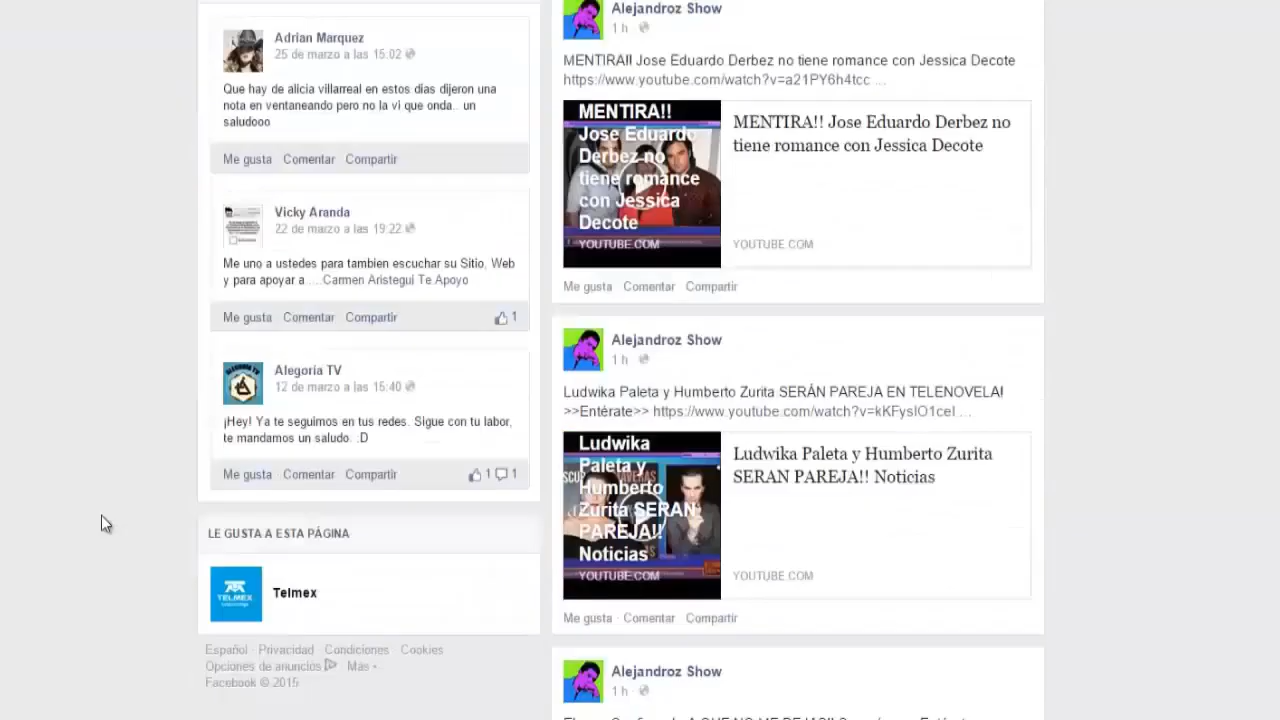 Adrian Marquez
25 de marzo a las 15:02
Que hay de alicia villarreal en estos días dijeron una
nota en ventaneando pero no la vi que onda.. un
saludooo
Me gusta Comentar Compartir
Vicky Aranda
22 de marzo a las 19:22
Me uno a ustedes para tambien escuchar su Sitio, Web
y para apoyar a ....Carmen Aristegui Te Apoyo
Me gusta Comentar Compartir 1
Alegoria TV
12 de marzo a las 15:40
¡Hey! Ya te seguimos en tus redes. Sigue con tu labor,
te mandamos un saludo. :D
Me gusta Comentar Compartir 1 1
LE GUSTA A ESTA PÁGINA
TELMEX
Telmex
Español · Privacidad · Condiciones · Cookies ·
Opciones de anuncios · Más
Facebook © 2015
Alejandroz Show
1 h ·
MENTIRA!! Jose Eduardo Derbez no tiene romance con Jessica Decote
https://www.youtube.com/watch?v=a21PY6h4tcc ...
MENTIRA!!
Jose Eduardo
Derbez no
tiene romance
con Jessica
Decote
YOUTUBE.COM
MENTIRA!! Jose Eduardo Derbez no
tiene romance con Jessica Decote
YOUTUBE.COM
Me gusta · Comentar · Compartir
Alejandroz Show
1 h ·
Ludwika Paleta y Humberto Zurita SERÁN PAREJA EN TELENOVELA!
>>Entérate>> https://www.youtube.com/watch?v=kKFyslO1ceI ...
Ludwika
Paleta y
Humberto
Zurita SERAN
PAREJA!!
Noticias
YOUTUBE.COM
Ludwika Paleta y Humberto Zurita
SERAN PAREJA!! Noticias
YOUTUBE.COM
Me gusta · Comentar · Compartir
Alejandroz Show
1 h ·